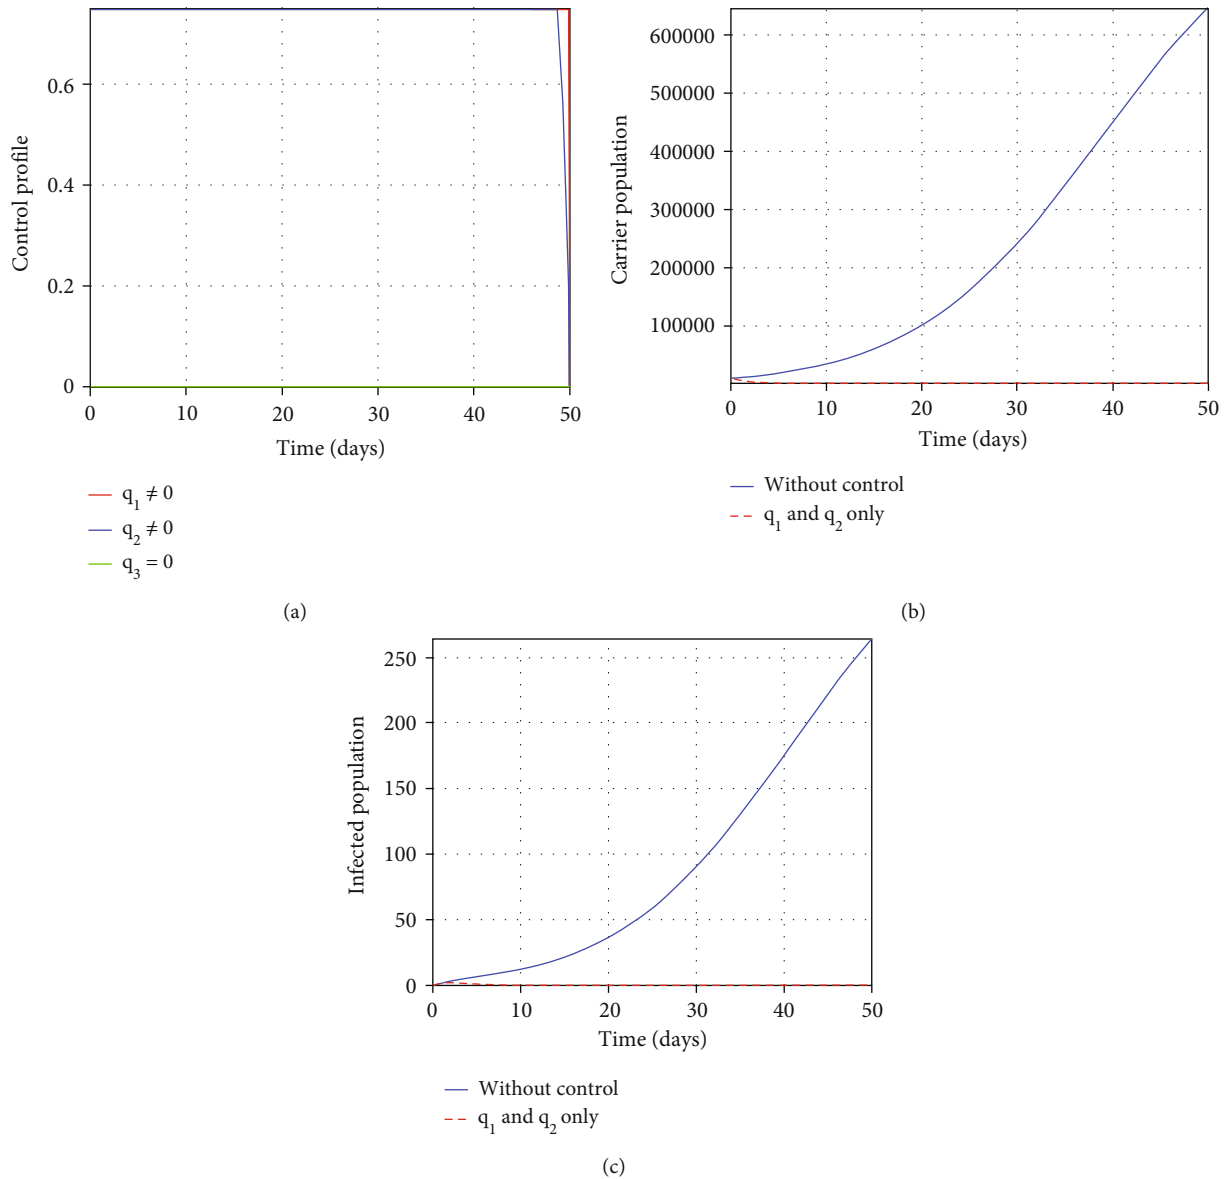 Control profile
0.6
0.4
0.2
0
0 10 20 30 40 50
Time (days)
q1 ≠ 0
q2 ≠ 0
q3 = 0
(a)
Carrier population
600000
500000
400000
300000
200000
100000
0 10 20 30 40 50
Time (days)
Without control
q1 and q2 only
(b)
Infected population
250
200
150
100
50
0
0 10 20 30 40 50
Time (days)
Without control
q1 and q2 only
(c)